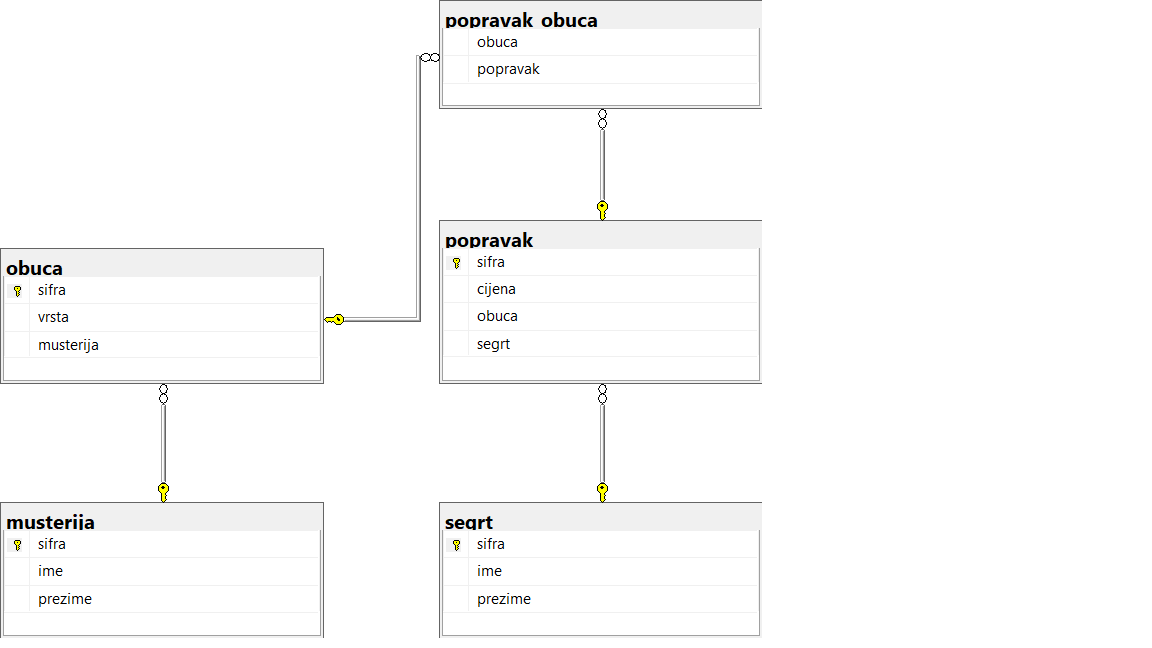 popravak_obuca
obuca
popravak
popravak
sifra
cijena
obuca
segrt
obuca
sifra
vrsta
musterija
musterija
sifra
ime
prezime
segrt
sifra
ime
prezime